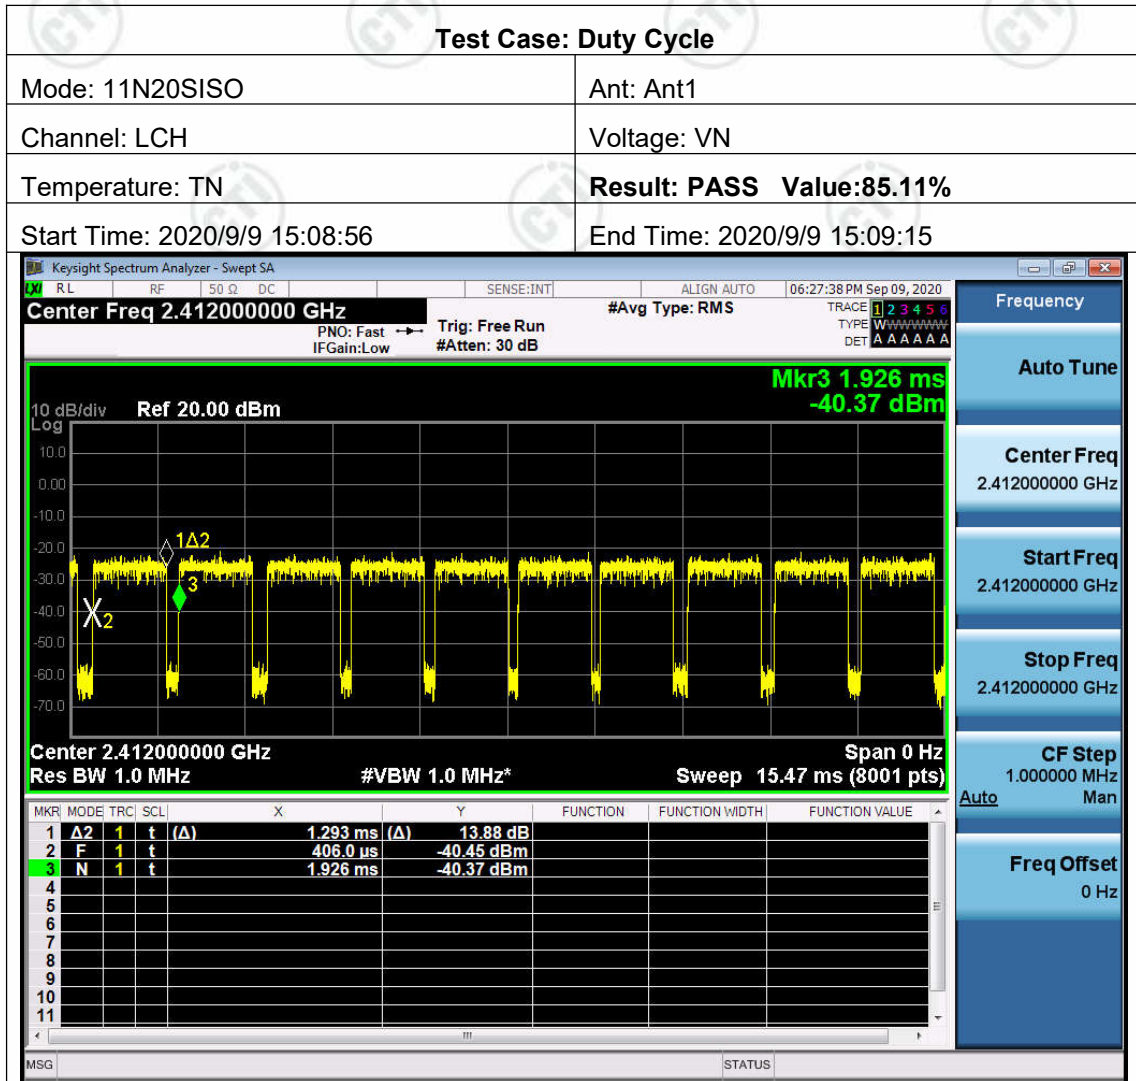 Test Case: Duty Cycle
Mode: 11N20SISO Ant: Ant1
Channel: LCH Voltage: VN
Temperature: TN Result: PASS Value:85.11%
Start Time: 2020/9/9 15:08:56 End Time: 2020/9/9 15:09:15
Keysight Spectrum Analyzer - Swept SA
LXI RL RF 50 Ω DC SENSE:INT ALIGN AUTO 06:27:38 PM Sep 09, 2020
Center Freq 2.412000000 GHz #Avg Type: RMS TRACE 1 2 3 4 5 6
PNO: Fast Trig: Free Run TYPE WWWWWW
IFGain:Low #Atten: 30 dB DET A A A A A A
Frequency
Auto Tune
Center Freq
2.412000000 GHz
Start Freq
2.412000000 GHz
Stop Freq
2.412000000 GHz
CF Step
1.000000 MHz
Auto Man
Freq Offset
0 Hz
Mkr3 1.926 ms
-40.37 dBm
10 dB/div Ref 20.00 dBm
Log
10.0
0.00
-10.0
-20.0
-30.0
-40.0
-50.0
-60.0
-70.0
1Δ2
3
X2
Center 2.412000000 GHz Span 0 Hz
Res BW 1.0 MHz #VBW 1.0 MHz* Sweep 15.47 ms (8001 pts)
MKR MODE TRC SCL X Y FUNCTION FUNCTION WIDTH FUNCTION VALUE
1 Δ2 1 t (Δ) 1.293 ms (Δ) 13.88 dB
2 F 1 t 406.0 µs -40.45 dBm
3 N 1 t 1.926 ms -40.37 dBm
4
5
6
7
8
9
10
11
MSG STATUS
CTI
CTI
CTI
CTI
CTI
CTI